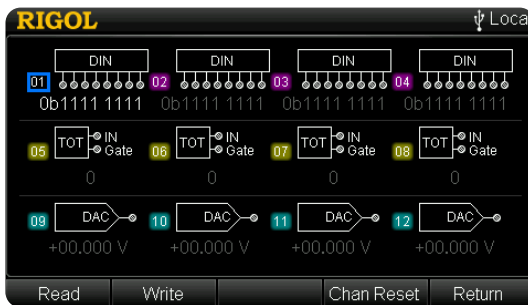 RIGOL Loca
DIN DIN DIN DIN
01 02 03 04
0b1111 1111 0b1111 1111 0b1111 1111 0b1111 1111
TOT IN TOT IN TOT IN TOT IN
05 Gate 06 Gate 07 Gate 08 Gate
0 0 0 0
09 DAC 10 DAC 11 DAC 12 DAC
+00.000 V +00.000 V +00.000 V +00.000 V
Read Write Chan Reset Return